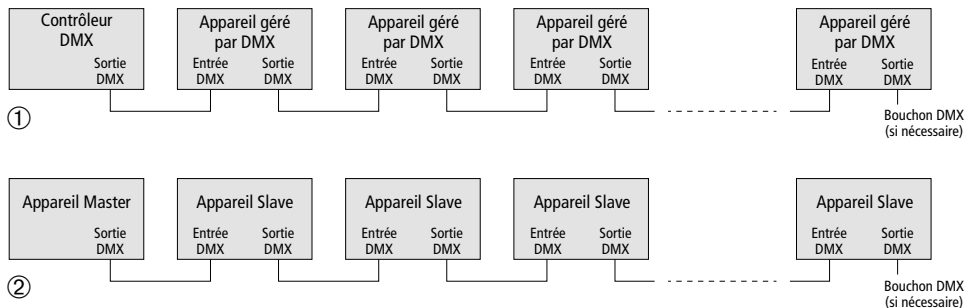 Contrôleur
DMX
Sortie
DMX
Appareil géré
par DMX
Entrée Sortie
DMX DMX
Appareil géré
par DMX
Entrée Sortie
DMX DMX
Appareil géré
par DMX
Entrée Sortie
DMX DMX
Appareil géré
par DMX
Entrée Sortie
DMX DMX
Bouchon DMX
(si nécessaire)
①
Appareil Master
Sortie
DMX
Appareil Slave
Entrée Sortie
DMX DMX
Appareil Slave
Entrée Sortie
DMX DMX
Appareil Slave
Entrée Sortie
DMX DMX
Appareil Slave
Entrée Sortie
DMX DMX
Bouchon DMX
(si nécessaire)
②